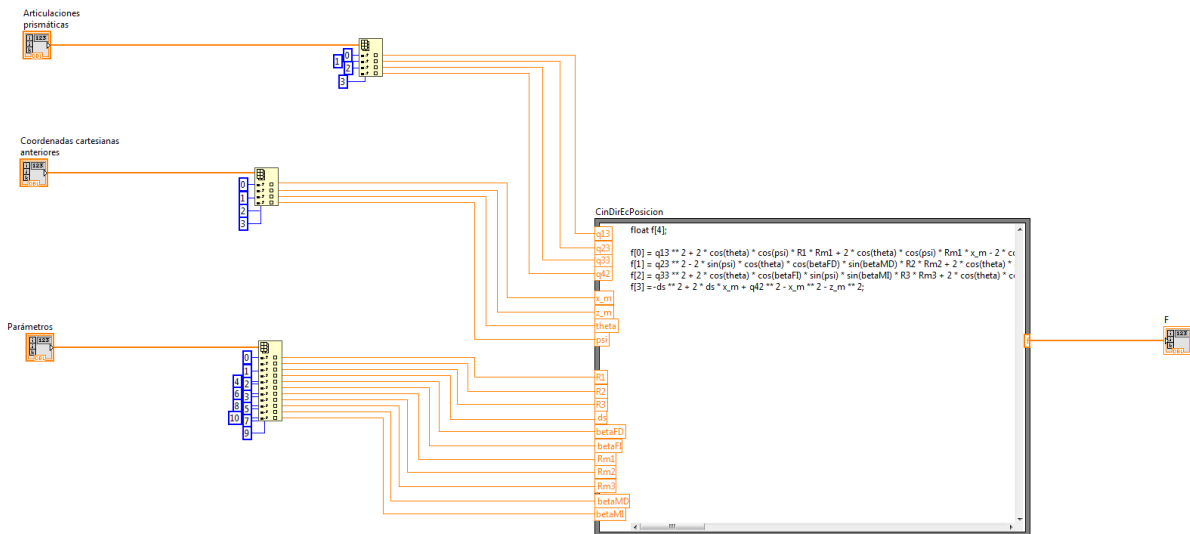 Articulaciones
prismáticas
0
1
2
3
Coordenadas cartesianas
anteriores
0
1
2
3
CinDirEcPosicion
q13
q23
q33
q42
x_m
z_m
theta
psi
R1
R2
R3
ds
betaFD
betaFI
Rm1
Rm2
Rm3
betaMD
betaMI
float f[4];
f[0] = q13 ** 2 + 2 * cos(theta) * cos(psi) * R1 * Rm1 + 2 * cos(theta) * cos(psi) * Rm1 * x_m - 2 * co
f[1] = q23 ** 2 - 2 * sin(psi) * cos(theta) * cos(betaFD) * sin(betaMD) * R2 * Rm2 + 2 * cos(theta) *
f[2] = q33 ** 2 + 2 * cos(theta) * cos(betaFI) * sin(psi) * sin(betaMI) * R3 * Rm3 + 2 * cos(theta) * co
f[3] =-ds ** 2 + 2 * ds * x_m + q42 ** 2 - x_m ** 2 - z_m ** 2;
f
F
Parámetros
0
1
4
2
6
3
8
5
10
7
9